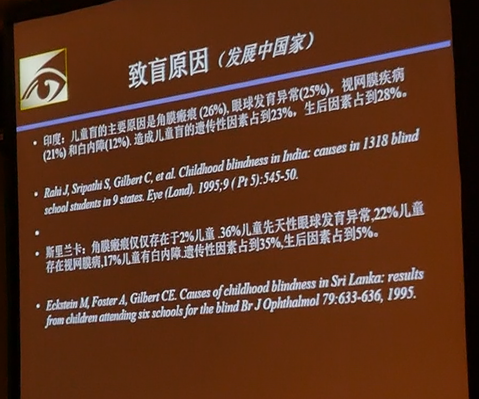 致盲原因（发展中国家）
• 印度：儿童盲的主要原因是角膜瘢痕 (26%), 眼球发育异常(25%)，视网膜疾病
(21%) 和白内障(12%). 造成儿童盲的遗传性因素占到23%，生后因素占到28%。
• Rahi J, Sripathi S, Gilbert C, et al. Childhood blindness in India: causes in 1318 blind
school students in 9 states. Eye (Lond). 1995;9 ( Pt 5):545-50.
•
• 斯里兰卡；角膜瘢痕仅仅存在于2%儿童 .36%儿童先天性眼球发育异常,22%儿童
存在视网膜病,17%儿童有白内障.遗传性因素占到35%,生后因素占到5%。
• Eckstein M, Foster A, Gilbert CE. Causes of childhood blindness in Sri Lanka: results
from children attending six schools for the blind Br J Ophthalmol 79:633-636, 1995.